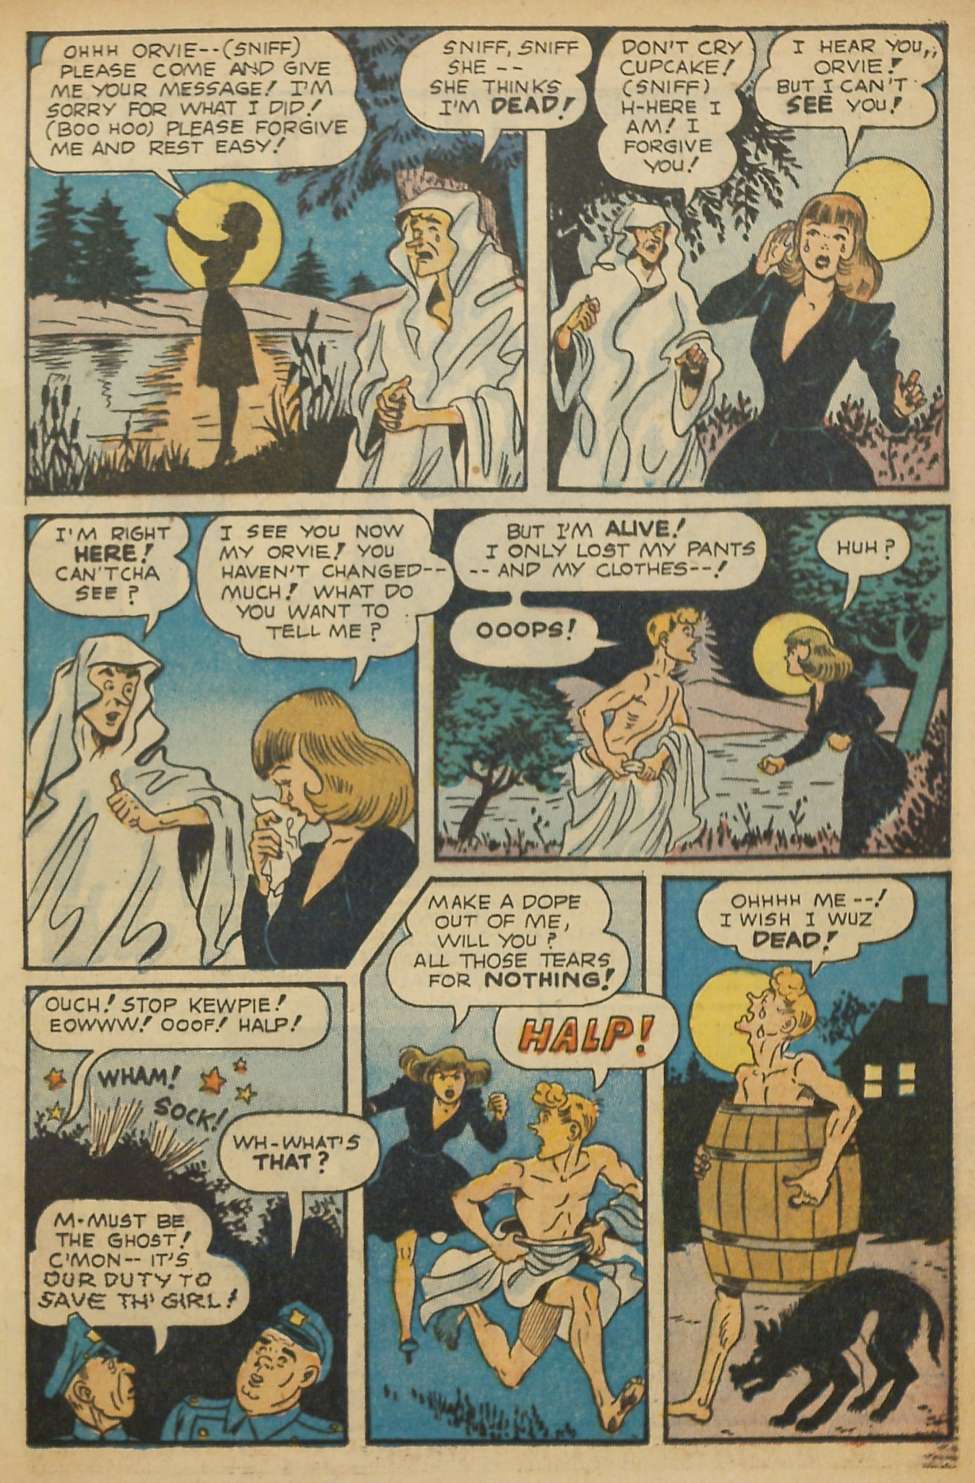 OHHH ORVIE--(SNIFF)
PLEASE COME AND GIVE
ME YOUR MESSAGE! I'M
SORRY FOR WHAT I DID!
(BOO HOO) PLEASE FORGIVE
ME AND REST EASY!
SNIFF, SNIFF
SHE --
SHE THINKS
I'M DEAD!
DON'T CRY
CUPCAKE!
(SNIFF)
H-HERE I
AM! I
FORGIVE
YOU!
I HEAR YOU,,
ORVIE!
BUT I CAN'T
SEE YOU!
I'M RIGHT
HERE!
CAN'TCHA
SEE?
I SEE YOU NOW
MY ORVIE! YOU
HAVEN'T CHANGED--
MUCH! WHAT DO
YOU WANT TO
TELL ME?
BUT I'M ALIVE!
I ONLY LOST MY PANTS
--AND MY CLOTHES--!
OOOPS!
HUH?
OUCH! STOP KEWPIE!
EOWWW! OOOF! HALP!
WHAM!
SOCK!
WH-WHAT'S
THAT?
M-MUST BE
THE GHOST!
C'MON-- IT'S
OUR DUTY TO
SAVE TH' GIRL!
MAKE A DOPE
OUT OF ME,
WILL YOU?
ALL THOSE TEARS
FOR NOTHING!
HALP!
OHHHH ME--!
I WISH I WUZ
DEAD!